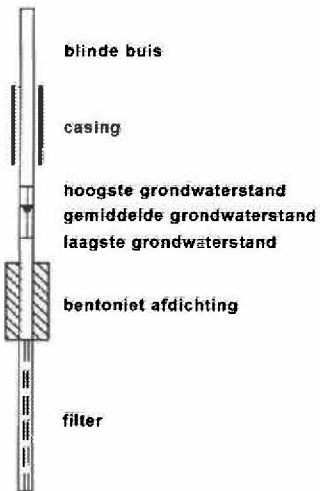 blinde buis
casing
hoogste grondwaterstand
gemiddelde grondwaterstand
laagste grondwaterstand
bentoniet afdichting
filter